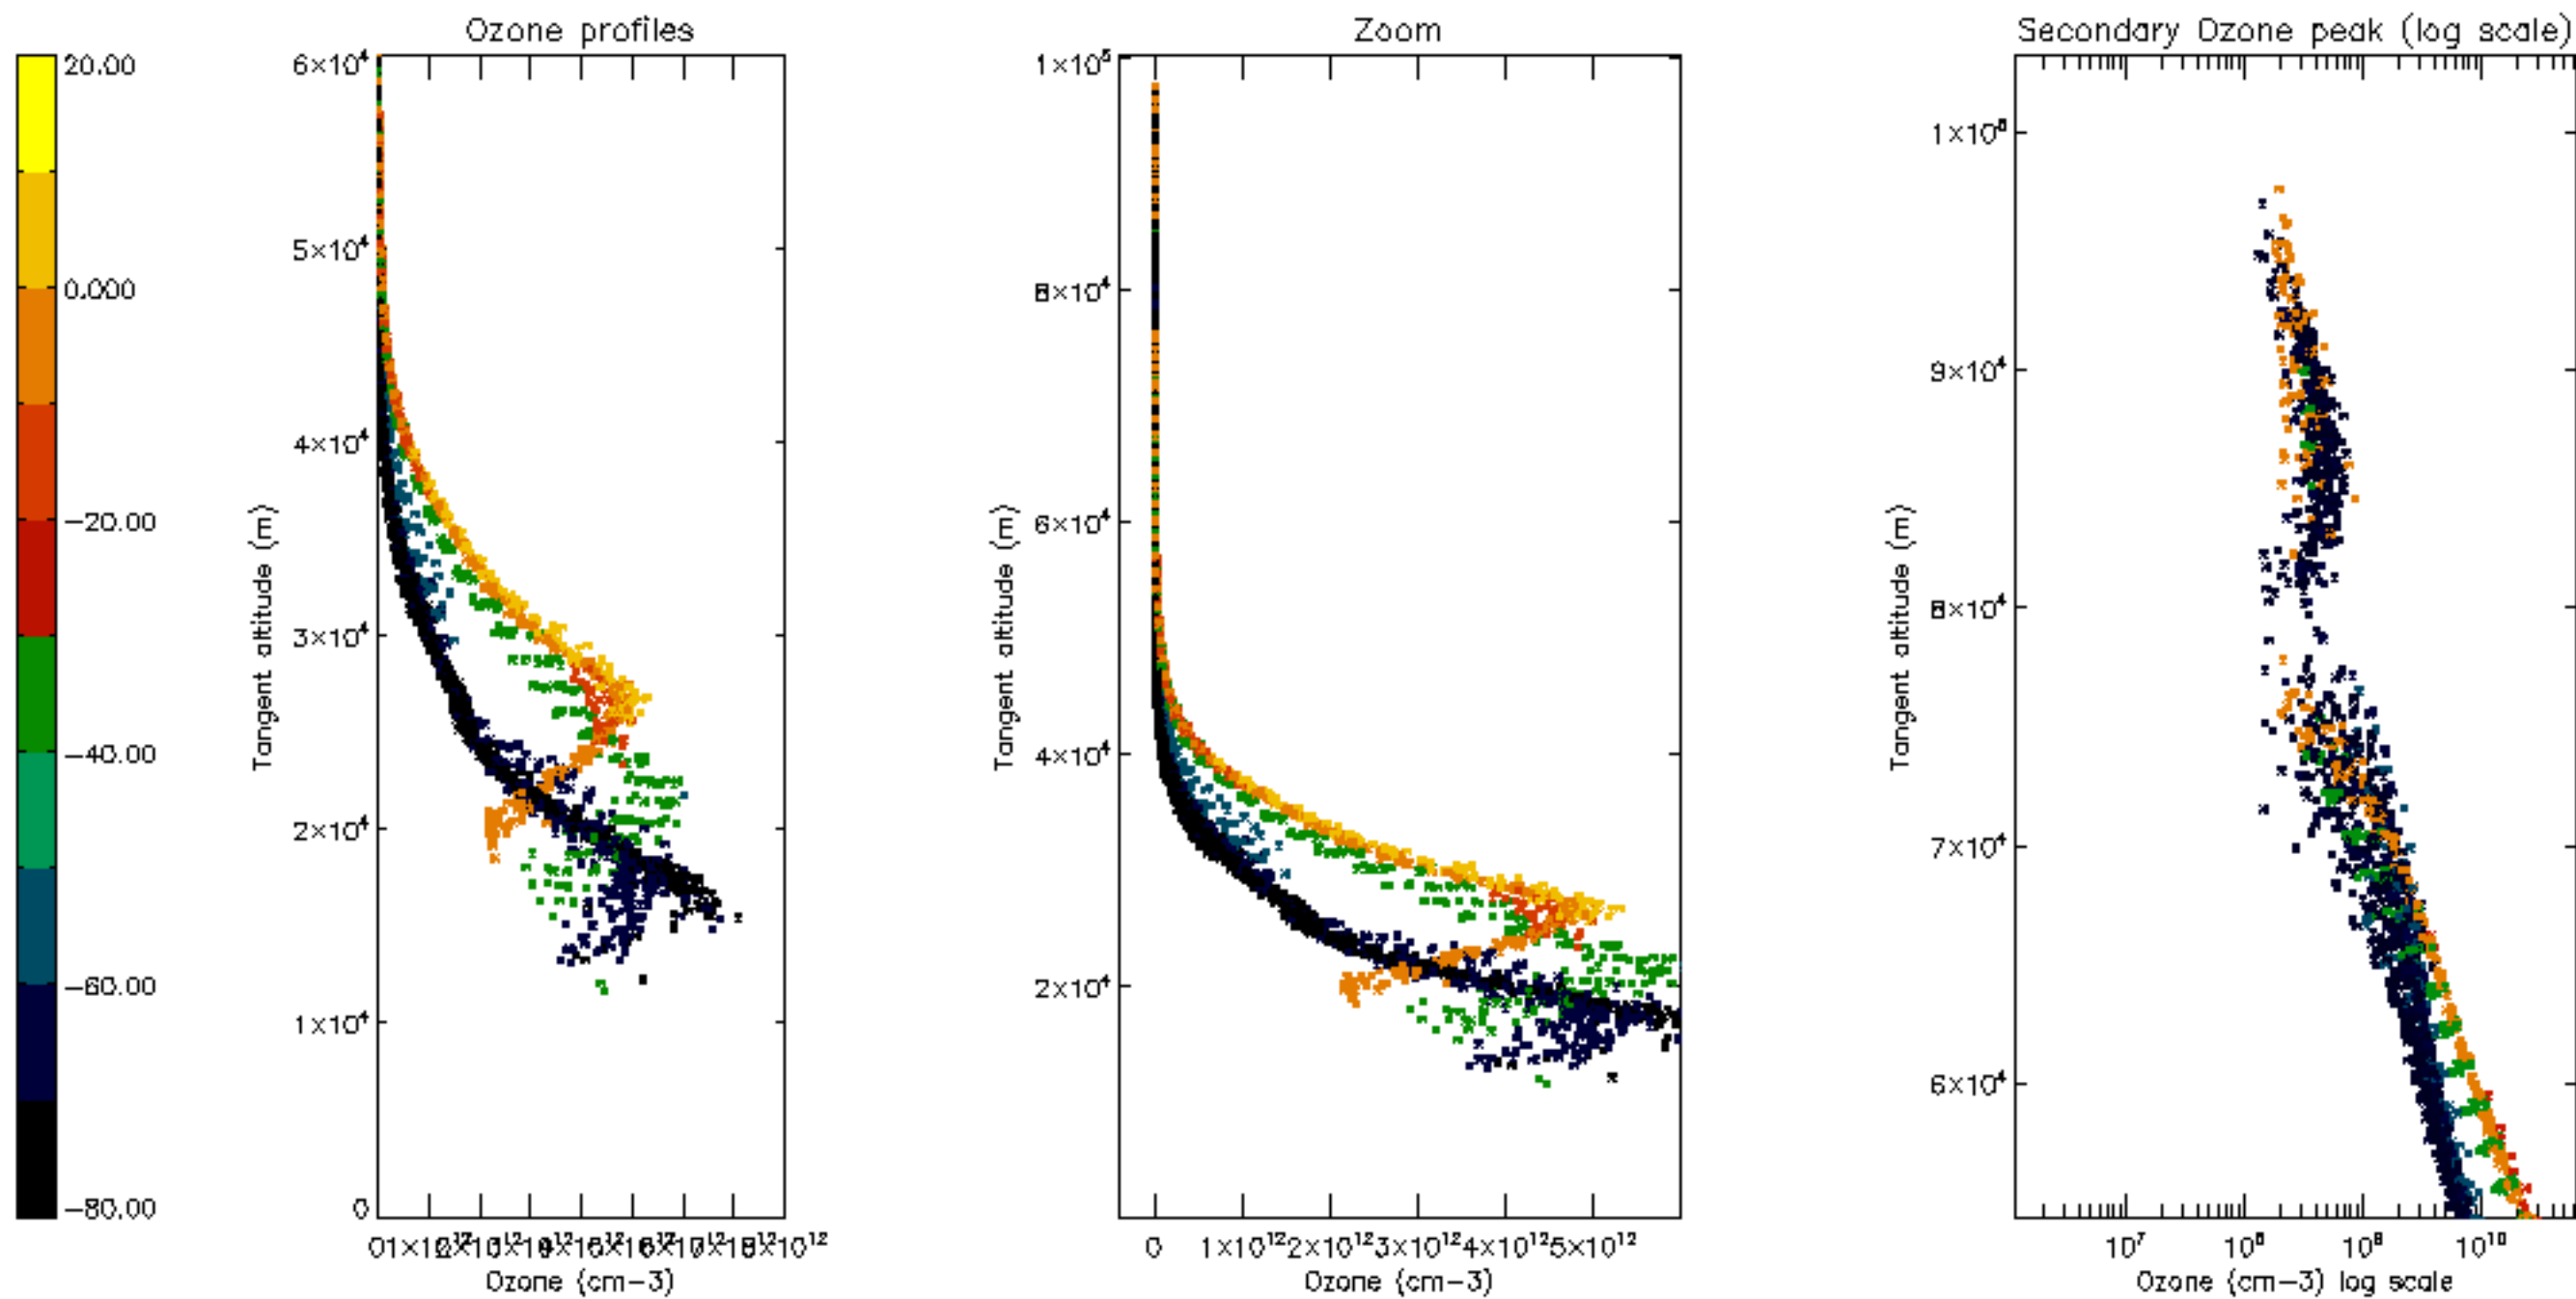 Ozone profiles
Zoom
Secondary Ozone peak (log scale)
20.00
0.000
−20.00
−40.00
−60.00
−80.00
6×10⁴
5×10⁴
4×10⁴
3×10⁴
2×10⁴
1×10⁴
0
Tangent altitude (m)
Ozone (cm−3)
1×10⁵
8×10⁴
6×10⁴
4×10⁴
2×10⁴
Tangent altitude (m)
0 1×10¹² 2×10¹² 3×10¹² 4×10¹² 5×10¹²
Ozone (cm−3)
9×10⁴
8×10⁴
7×10⁴
6×10⁴
Tangent altitude (m)
10⁷ 10⁸ 10⁹ 10¹⁰
Ozone (cm−3) log scale